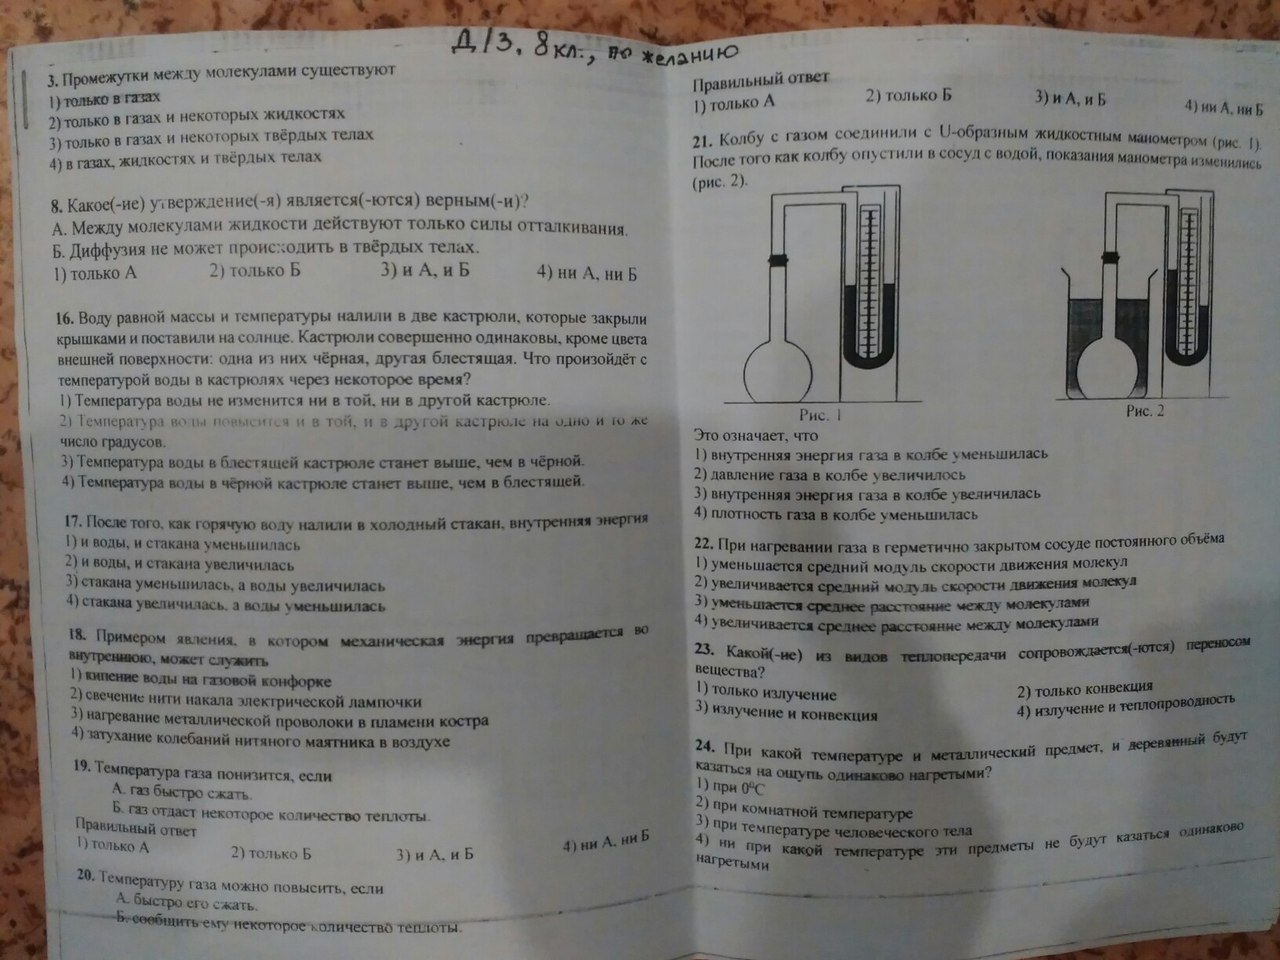 Д/З, 8 кл., по желанию
3. Промежутки между молекулами существуют
1) только в газах
2) только в газах и некоторых жидкостях
3) только в газах и некоторых твёрдых телах
4) в газах, жидкостях и твёрдых телах
8. Какое(-ие) утверждение(-я) является(-ются) верным(-и)?
А. Между молекулами жидкости действуют только силы отталкивания.
Б. Диффузия не может происходить в твёрдых телах.
1) только А 2) только Б 3) и А, и Б 4) ни А, ни Б
16. Воду равной массы и температуры налили в две кастрюли, которые закрыли
крышками и поставили на солнце. Кастрюли совершенно одинаковы, кроме цвета
внешней поверхности: одна из них чёрная, другая блестящая. Что произойдёт с
температурой воды в кастрюлях через некоторое время?
1) Температура воды не изменится ни в той, ни в другой кастрюле.
2) Температура воды повысится и в той, и в другой кастрюле на одно и то же
число градусов.
3) Температура воды в блестящей кастрюле станет выше, чем в чёрной.
4) Температура воды в чёрной кастрюле станет выше, чем в блестящей.
17. После того, как горячую воду налили в холодный стакан, внутренняя энергия
1) и воды, и стакана уменьшилась
2) и воды, и стакана увеличилась
3) стакана уменьшилась, а воды увеличилась
4) стакана увеличилась, а воды уменьшилась
18. Примером явления, в котором механическая энергия превращается во
внутреннюю, может служить
1) кипение воды на газовой конфорке
2) свечение нити накала электрической лампочки
3) нагревание металлической проволоки в пламени костра
4) затухание колебаний нитяного маятника в воздухе
19. Температура газа понизится, если
А. газ быстро сжать.
Б. газ отдаст некоторое количество теплоты.
Правильный ответ
1) только А 2) только Б 3) и А, и Б 4) ни А, ни Б
20. Температуру газа можно повысить, если
А. быстро его сжать.
Б. сообщить ему некоторое количество теплоты.
Правильный ответ
1) только А 2) только Б 3) и А, и Б 4) ни А, ни Б
21. Колбу с газом соединили с U-образным жидкостным манометром (рис. 1).
После того как колбу опустили в сосуд с водой, показания манометра изменились
(рис. 2).
Рис. 1 Рис. 2
Это означает, что
1) внутренняя энергия газа в колбе уменьшилась
2) давление газа в колбе увеличилось
3) внутренняя энергия газа в колбе увеличилась
4) плотность газа в колбе уменьшилась
22. При нагревании газа в герметично закрытом сосуде постоянного объёма
1) уменьшается средний модуль скорости движения молекул
2) увеличивается средний модуль скорости движения молекул
3) уменьшается среднее расстояние между молекулами
4) увеличивается среднее расстояние между молекулами
23. Какой(-ие) из видов теплопередачи сопровождается(-ются) переносом
вещества?
1) только излучение 2) только конвекция
3) излучение и конвекция 4) излучение и теплопроводность
24. При какой температуре и металлический предмет, и деревянный будут
казаться на ощупь одинаково нагретыми?
1) при 0⁰С
2) при комнатной температуре
3) при температуре человеческого тела
4) ни при какой температуре эти предметы не будут казаться одинаково
нагретыми